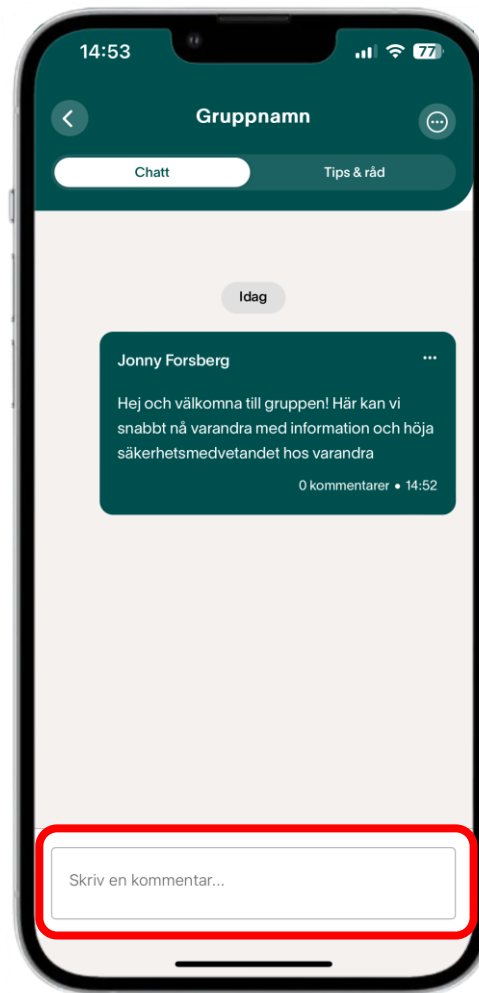 14:53
77
Gruppnamn
Chatt
Tips & råd
Idag
Jonny Forsberg
Hej och välkomna till gruppen! Här kan vi
snabbt nå varandra med information och höja
säkerhetsmedvetandet hos varandra
0 kommentarer • 14:52
Skriv en kommentar...